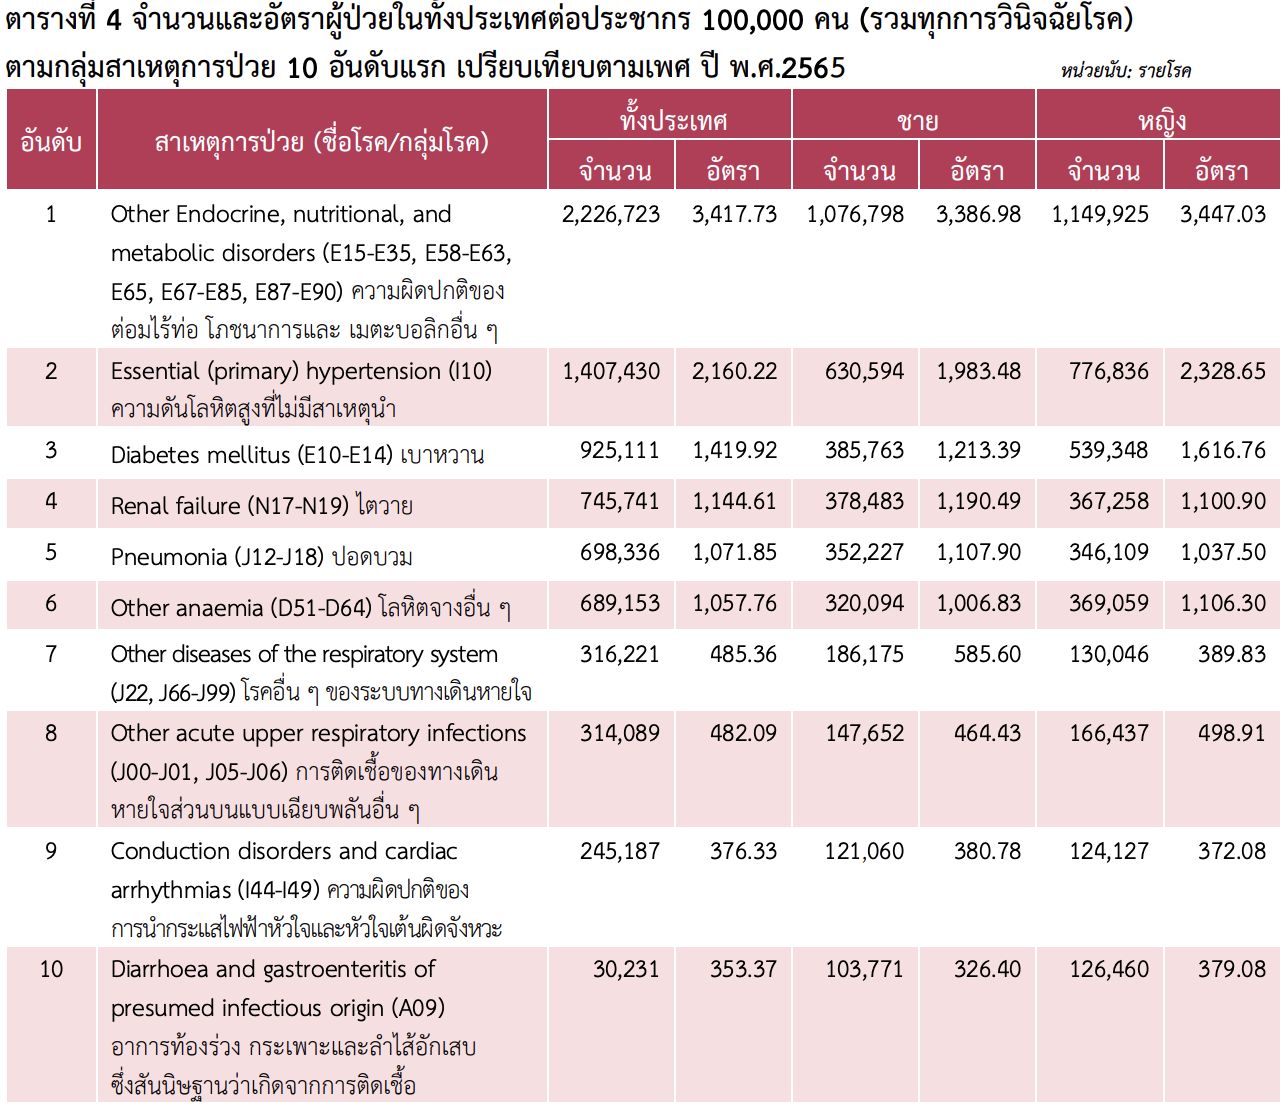 ตารางที่ 4 จำนวนและอัตราผู้ป่วยในทั้งประเทศต่อประชากร 100,000 คน (รวมทุกการวินิจฉัยโรค)
ตามกลุ่มสาเหตุการป่วย 10 อันดับแรก เปรียบเทียบตามเพศ ปี พ.ศ.2565 หน่วยนับ: รายโรค
อันดับ สาเหตุการป่วย (ชื่อโรค/กลุ่มโรค) ทั้งประเทศ ชาย หญิง
จำนวน อัตรา จำนวน อัตรา จำนวน อัตรา
1 Other Endocrine, nutritional, and 2,226,723 3,417.73 1,076,798 3,386.98 1,149,925 3,447.03
metabolic disorders (E15-E35, E58-E63,
E65, E67-E85, E87-E90) ความผิดปกติของ
ต่อมไร้ท่อ โภชนาการและ เมตะบอลิกอื่น ๆ
2 Essential (primary) hypertension (I10) 1,407,430 2,160.22 630,594 1,983.48 776,836 2,328.65
ความดันโลหิตสูงที่ไม่มีสาเหตุนำ
3 Diabetes mellitus (E10-E14) เบาหวาน 925,111 1,419.92 385,763 1,213.39 539,348 1,616.76
4 Renal failure (N17-N19) ไตวาย 745,741 1,144.61 378,483 1,190.49 367,258 1,100.90
5 Pneumonia (J12-J18) ปอดบวม 698,336 1,071.85 352,227 1,107.90 346,109 1,037.50
6 Other anaemia (D51-D64) โลหิตจางอื่น ๆ 689,153 1,057.76 320,094 1,006.83 369,059 1,106.30
7 Other diseases of the respiratory system 316,221 485.36 186,175 585.60 130,046 389.83
(J22, J66-J99) โรคอื่น ๆ ของระบบทางเดินหายใจ
8 Other acute upper respiratory infections 314,089 482.09 147,652 464.43 166,437 498.91
(J00-J01, J05-J06) การติดเชื้อของทางเดิน
หายใจส่วนบนแบบเฉียบพลันอื่น ๆ
9 Conduction disorders and cardiac 245,187 376.33 121,060 380.78 124,127 372.08
arrhythmias (I44-I49) ความผิดปกติของ
การนำกระแสไฟฟ้าหัวใจและหัวใจเต้นผิดจังหวะ
10 Diarrhoea and gastroenteritis of 30,231 353.37 103,771 326.40 126,460 379.08
presumed infectious origin (A09)
อาการท้องร่วง กระเพาะและลำไส้อักเสบ
ซึ่งสันนิษฐานว่าเกิดจากการติดเชื้อ